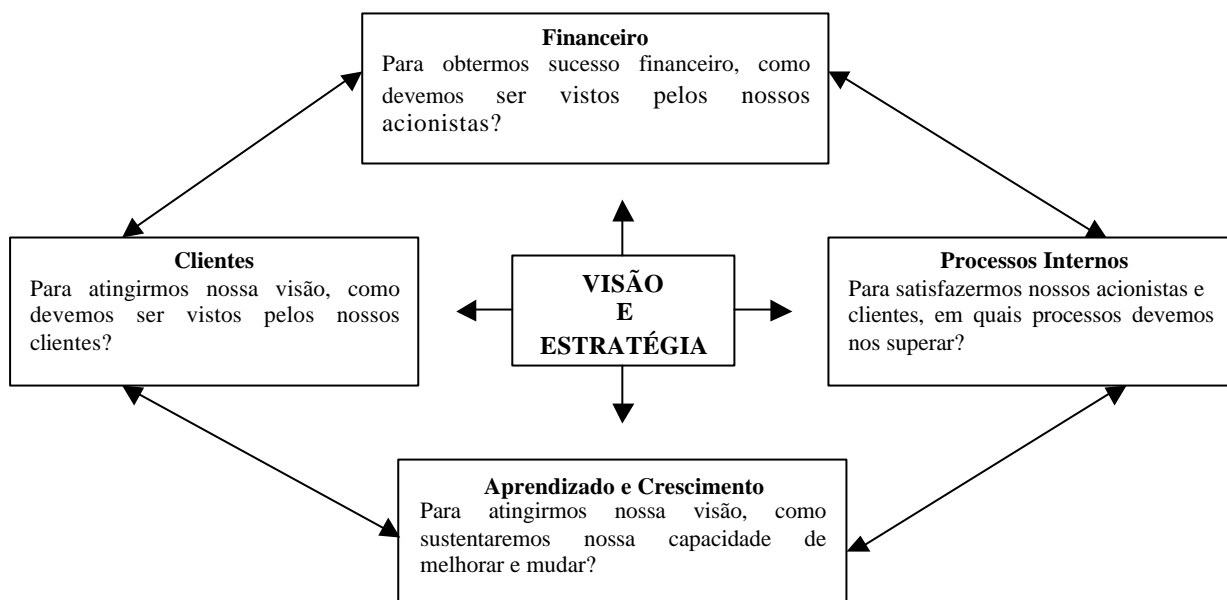 Financeiro
Para obtermos sucesso financeiro, como
devemos ser vistos pelos nossos
acionistas?
Clientes
Para atingirmos nossa visão, como
devemos ser vistos pelos nossos
clientes?
VISÃO
E
ESTRATÉGIA
Processos Internos
Para satisfazermos nossos acionistas e
clientes, em quais processos devemos
nos superar?
Aprendizado e Crescimento
Para atingirmos nossa visão, como
sustentaremos nossa capacidade de
melhorar e mudar?